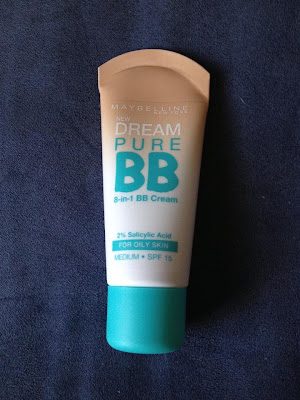 MAYBELLINE
NEW YORK
NEW
DREAM
PURE
BB
8-in-1 BB Cream
2% Salicylic Acid
FOR OILY SKIN
MEDIUM • SPF 15